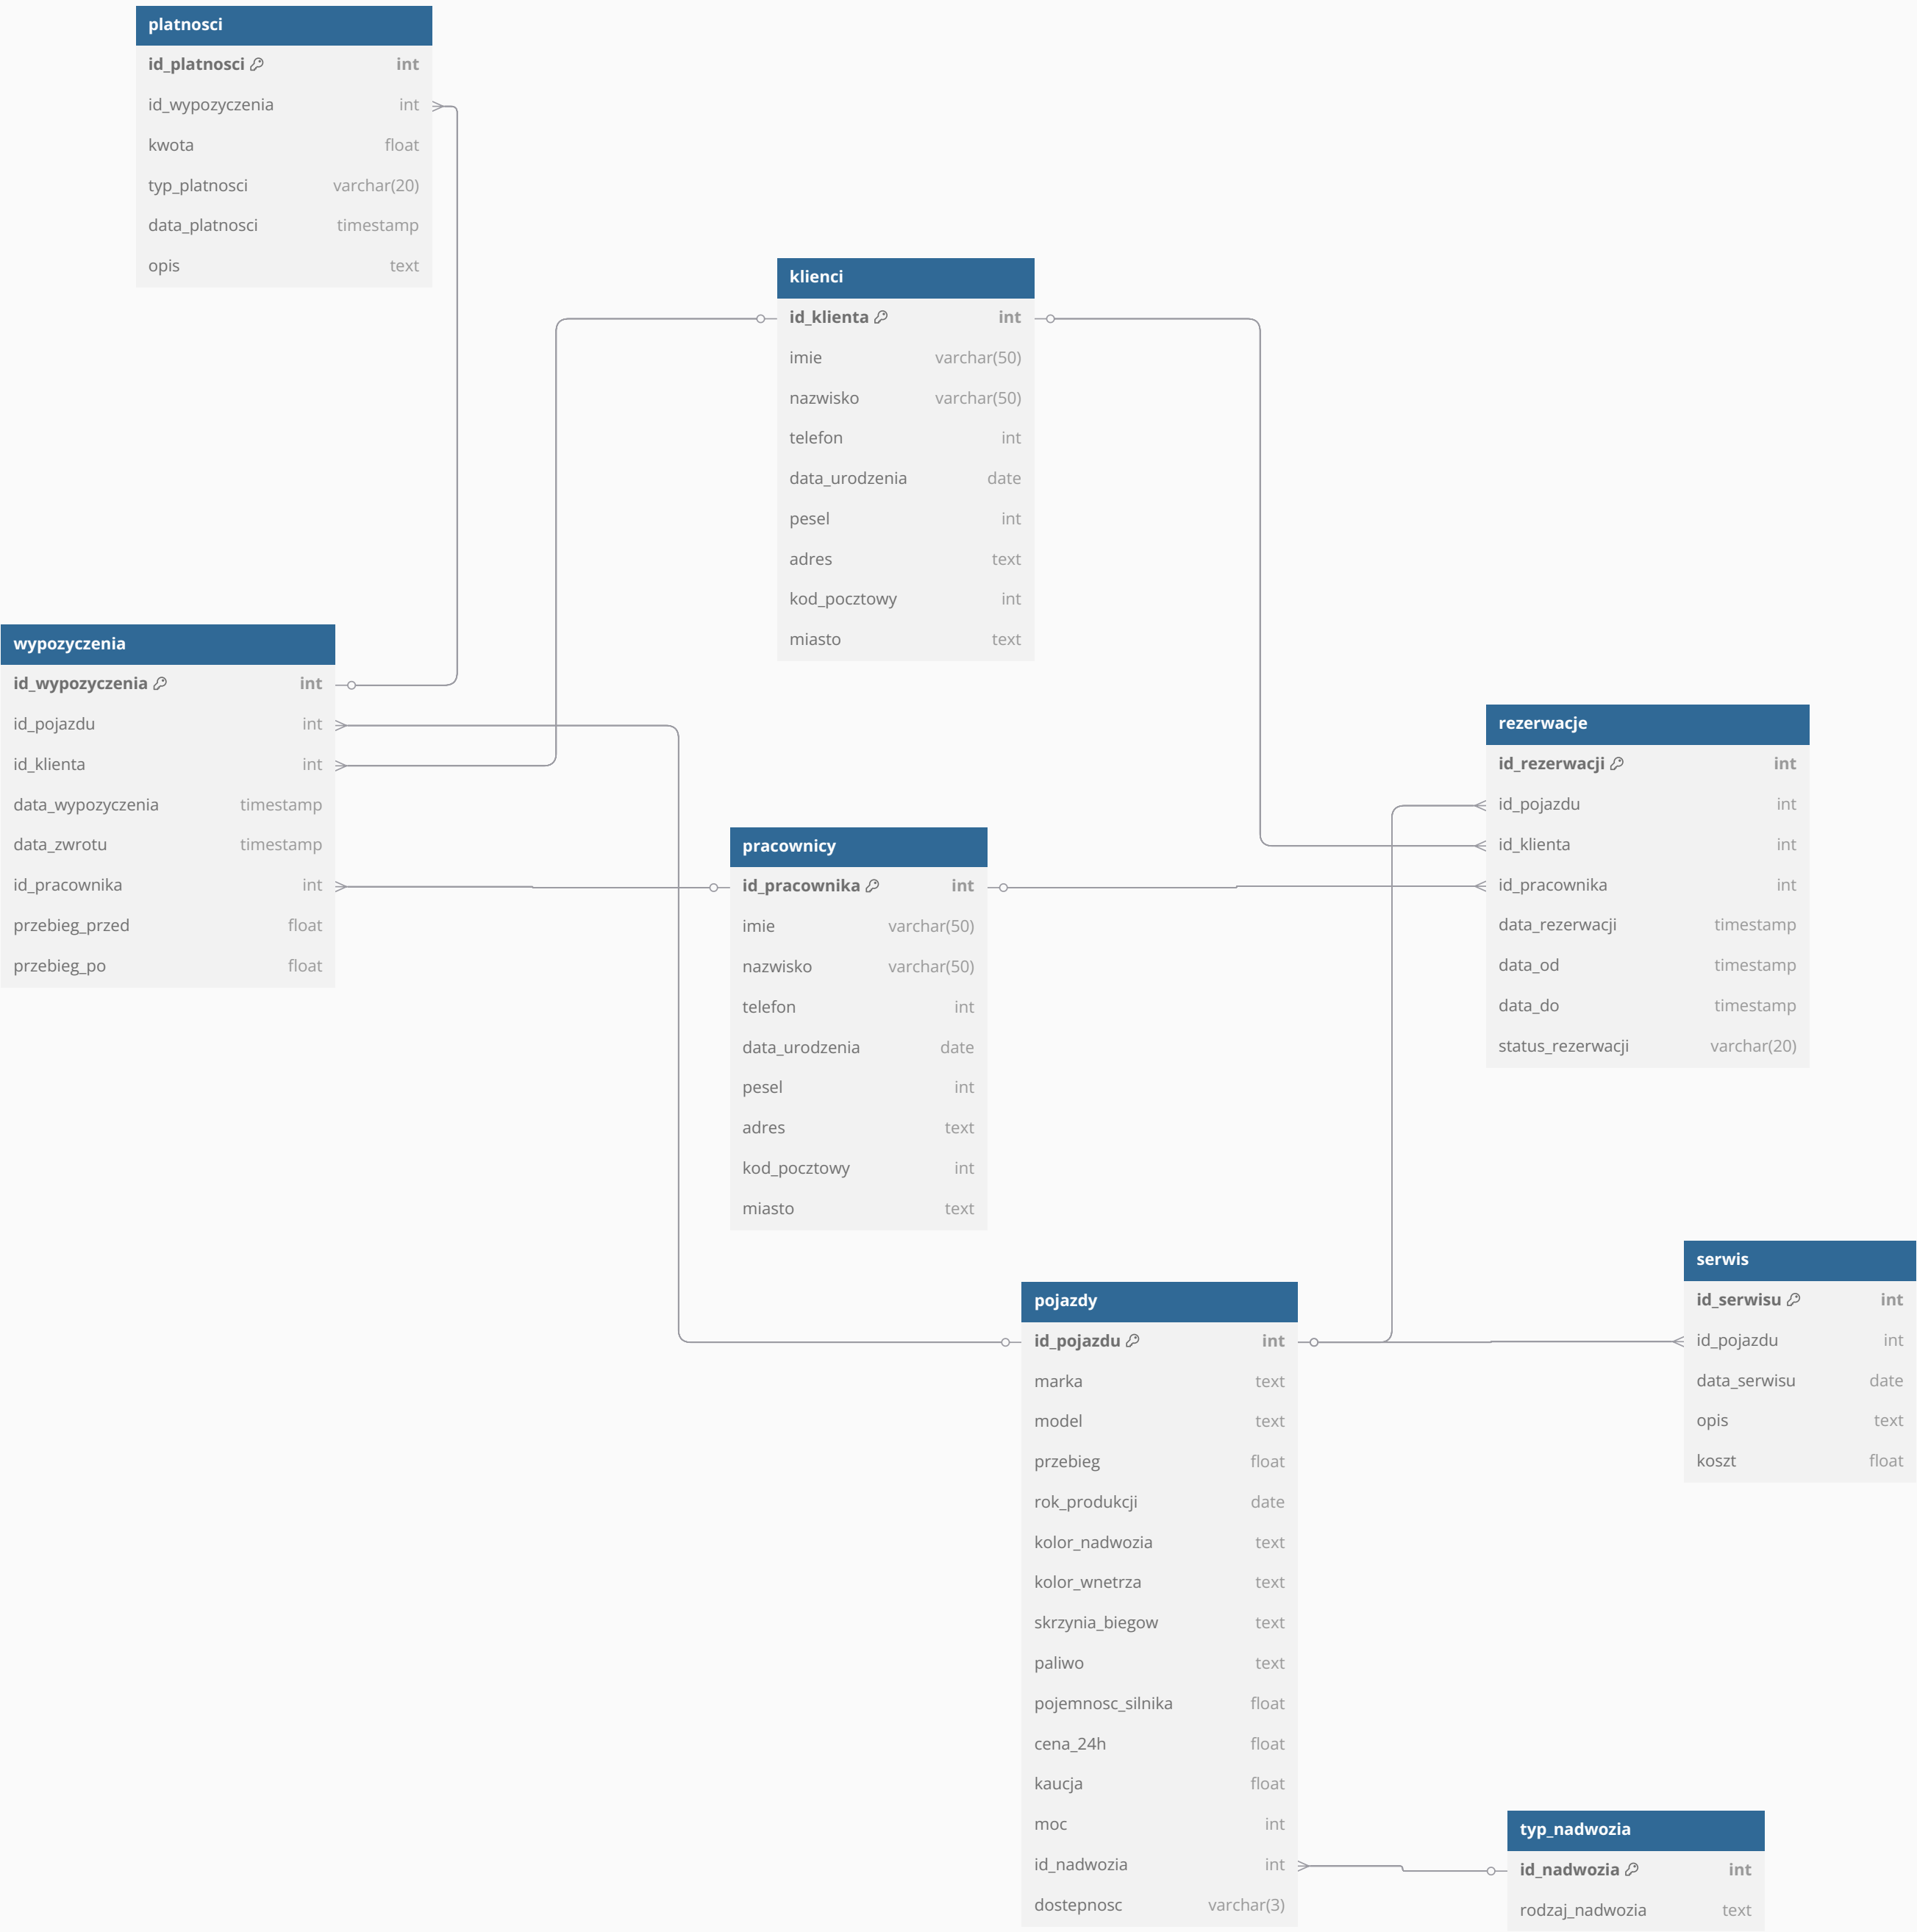 platnosci
id_platnosci int
id_wypozyczenia int
kwota float
typ_platnosci varchar(20)
data_platnosci timestamp
opis text
klienci
id_klienta int
imie varchar(50)
nazwisko varchar(50)
telefon int
data_urodzenia date
pesel int
adres text
kod_pocztowy int
miasto text
wypozyczenia
id_wypozyczenia int
id_pojazdu int
id_klienta int
data_wypozyczenia timestamp
data_zwrotu timestamp
id_pracownika int
przebieg_przed float
przebieg_po float
rezerwacje
id_rezerwacji int
id_pojazdu int
id_klienta int
id_pracownika int
data_rezerwacji timestamp
data_od timestamp
data_do timestamp
status_rezerwacji varchar(20)
pracownicy
id_pracownika int
imie varchar(50)
nazwisko varchar(50)
telefon int
data_urodzenia date
pesel int
adres text
kod_pocztowy int
miasto text
serwis
id_serwisu int
id_pojazdu int
data_serwisu date
opis text
koszt float
pojazdy
id_pojazdu int
marka text
model text
przebieg float
rok_produkcji date
kolor_nadwozia text
kolor_wnetrza text
skrzynia_biegow text
paliwo text
pojemnosc_silnika float
cena_24h float
kaucja float
moc int
id_nadwozia int
dostepnosc varchar(3)
typ_nadwozia
id_nadwozia int
rodzaj_nadwozia text